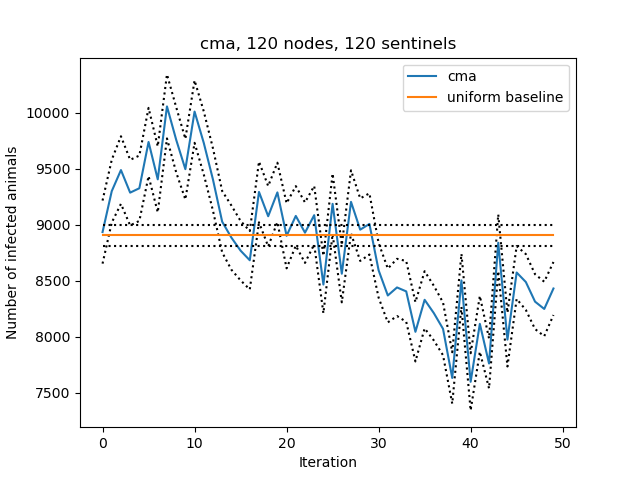 cma, 120 nodes, 120 sentinels
cma
uniform baseline
Number of infected animals
10000
9500
9000
8500
8000
7500
0 10 20 30 40 50
Iteration